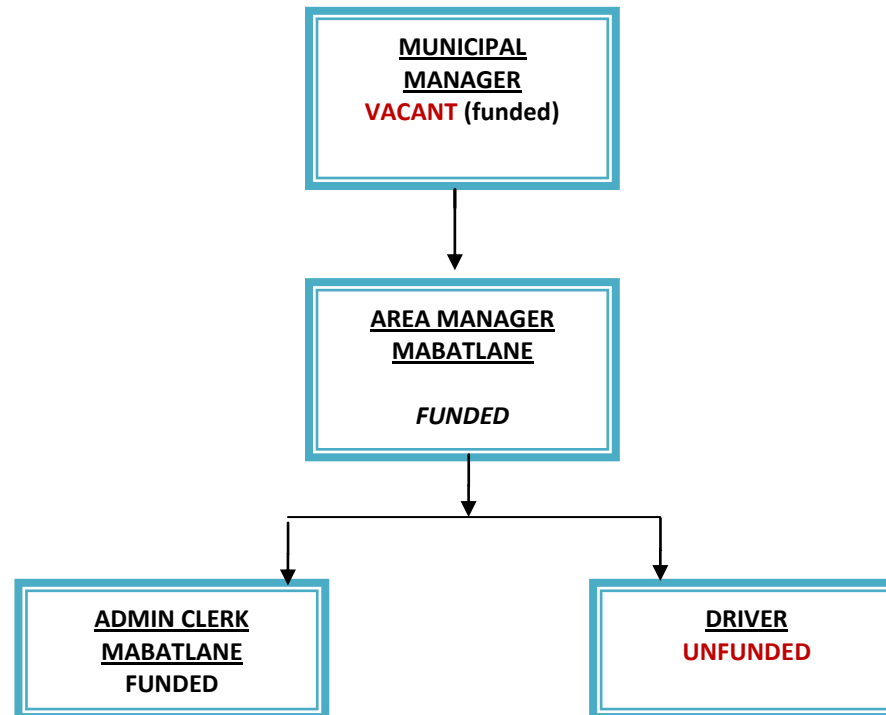 MUNICIPAL
MANAGER
VACANT (funded)
AREA MANAGER
MABATLANE
FUNDED
ADMIN CLERK
MABATLANE
FUNDED
DRIVER
UNFUNDED